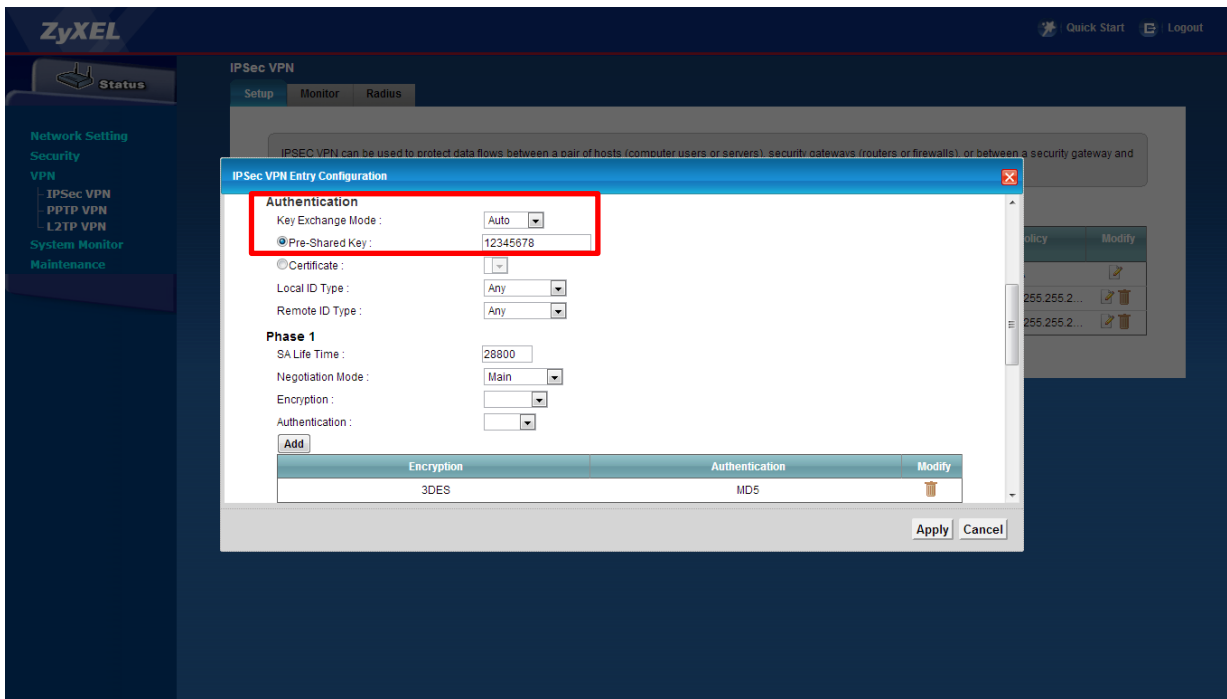 ZyXEL
Quick Start Logout
Status
IPSec VPN
Setup Monitor Radius
Network Setting
Security
VPN
IPSec VPN
PPTP VPN
L2TP VPN
System Monitor
Maintenance
IPSEC VPN can be used to protect data flows between a pair of hosts (computer users or servers), security gateways (routers or firewalls), or between a security gateway and
IPSec VPN Entry Configuration
Authentication
Key Exchange Mode : Auto
Pre-Shared Key : 12345678
Certificate :
Local ID Type : Any
Remote ID Type : Any
Phase 1
SA Life Time : 28800
Negotiation Mode : Main
Encryption :
Authentication :
Add
Encryption Authentication Modify
3DES MD5
Apply Cancel
olicy Modify
255.255.2...
255.255.2...